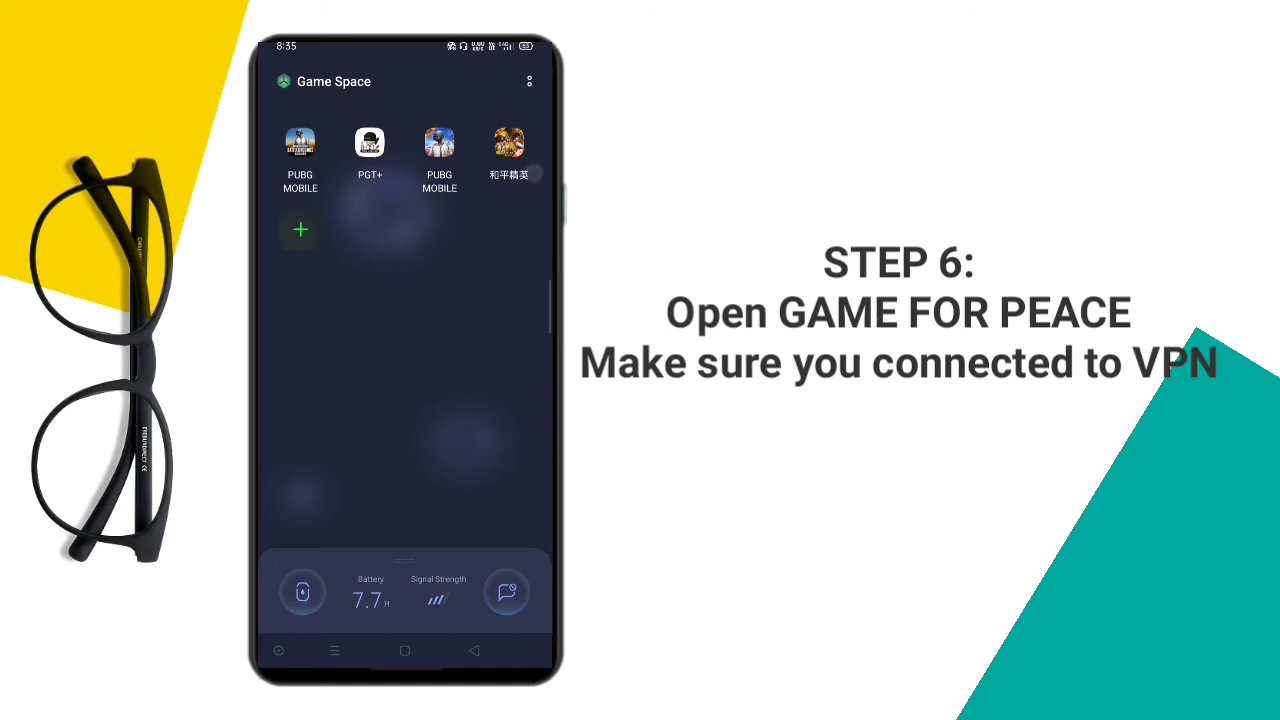 8:35
Game Space
PUBG
MOBILE
PGT+
PUBG
MOBILE
和平精英
Battery
7.7 H
Signal Strength
STEP 6:
Open GAME FOR PEACE
Make sure you connected to VPN